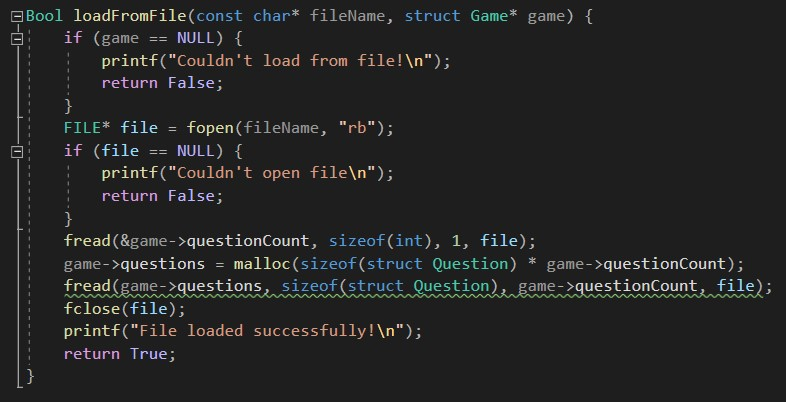 Bool loadFromFile(const char* fileName, struct Game* game) {
    if (game == NULL) {
        printf("Couldn't load from file!\n");
        return False;
    }
    FILE* file = fopen(fileName, "rb");
    if (file == NULL) {
        printf("Couldn't open file\n");
        return False;
    }
    fread(&game->questionCount, sizeof(int), 1, file);
    game->questions = malloc(sizeof(struct Question) * game->questionCount);
    fread(game->questions, sizeof(struct Question), game->questionCount, file);
    fclose(file);
    printf("File loaded successfully!\n");
    return True;
}